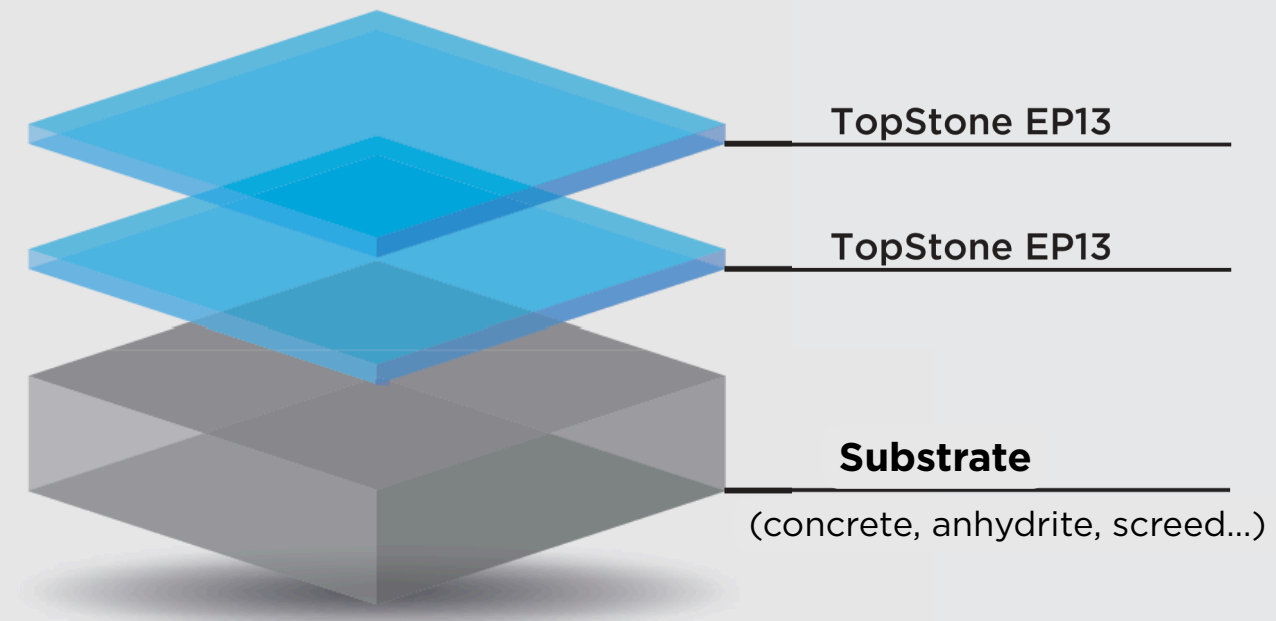 TopStone EP13
TopStone EP13
Substrate
(concrete, anhydrite, screed...)